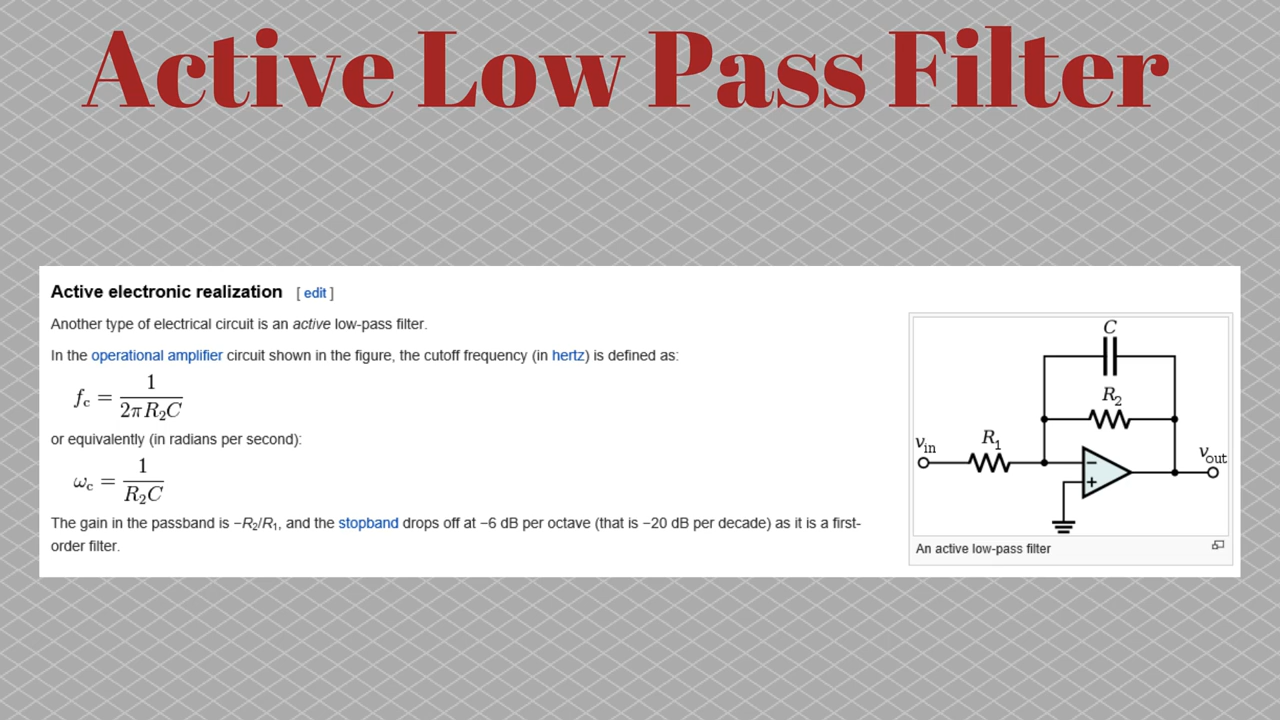 Active Low Pass Filter
Active electronic realization [ edit ]
Another type of electrical circuit is an active low-pass filter.
In the operational amplifier circuit shown in the figure, the cutoff frequency (in hertz) is defined as:
f_c = 1 / 2πR₂C
or equivalently (in radians per second):
ω_c = 1 / R₂C
The gain in the passband is −R₂/R₁, and the stopband drops off at −6 dB per octave (that is −20 dB per decade) as it is a first-
order filter.
C
R₂
R₁
v_in
v_out
−
+
An active low-pass filter